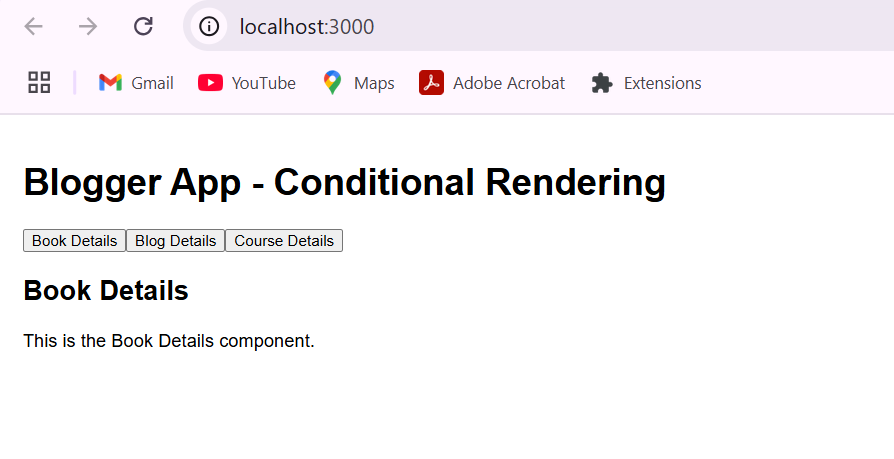 localhost:3000
Gmail YouTube Maps Adobe Acrobat Extensions
Blogger App - Conditional Rendering
Book Details Blog Details Course Details
Book Details
This is the Book Details component.